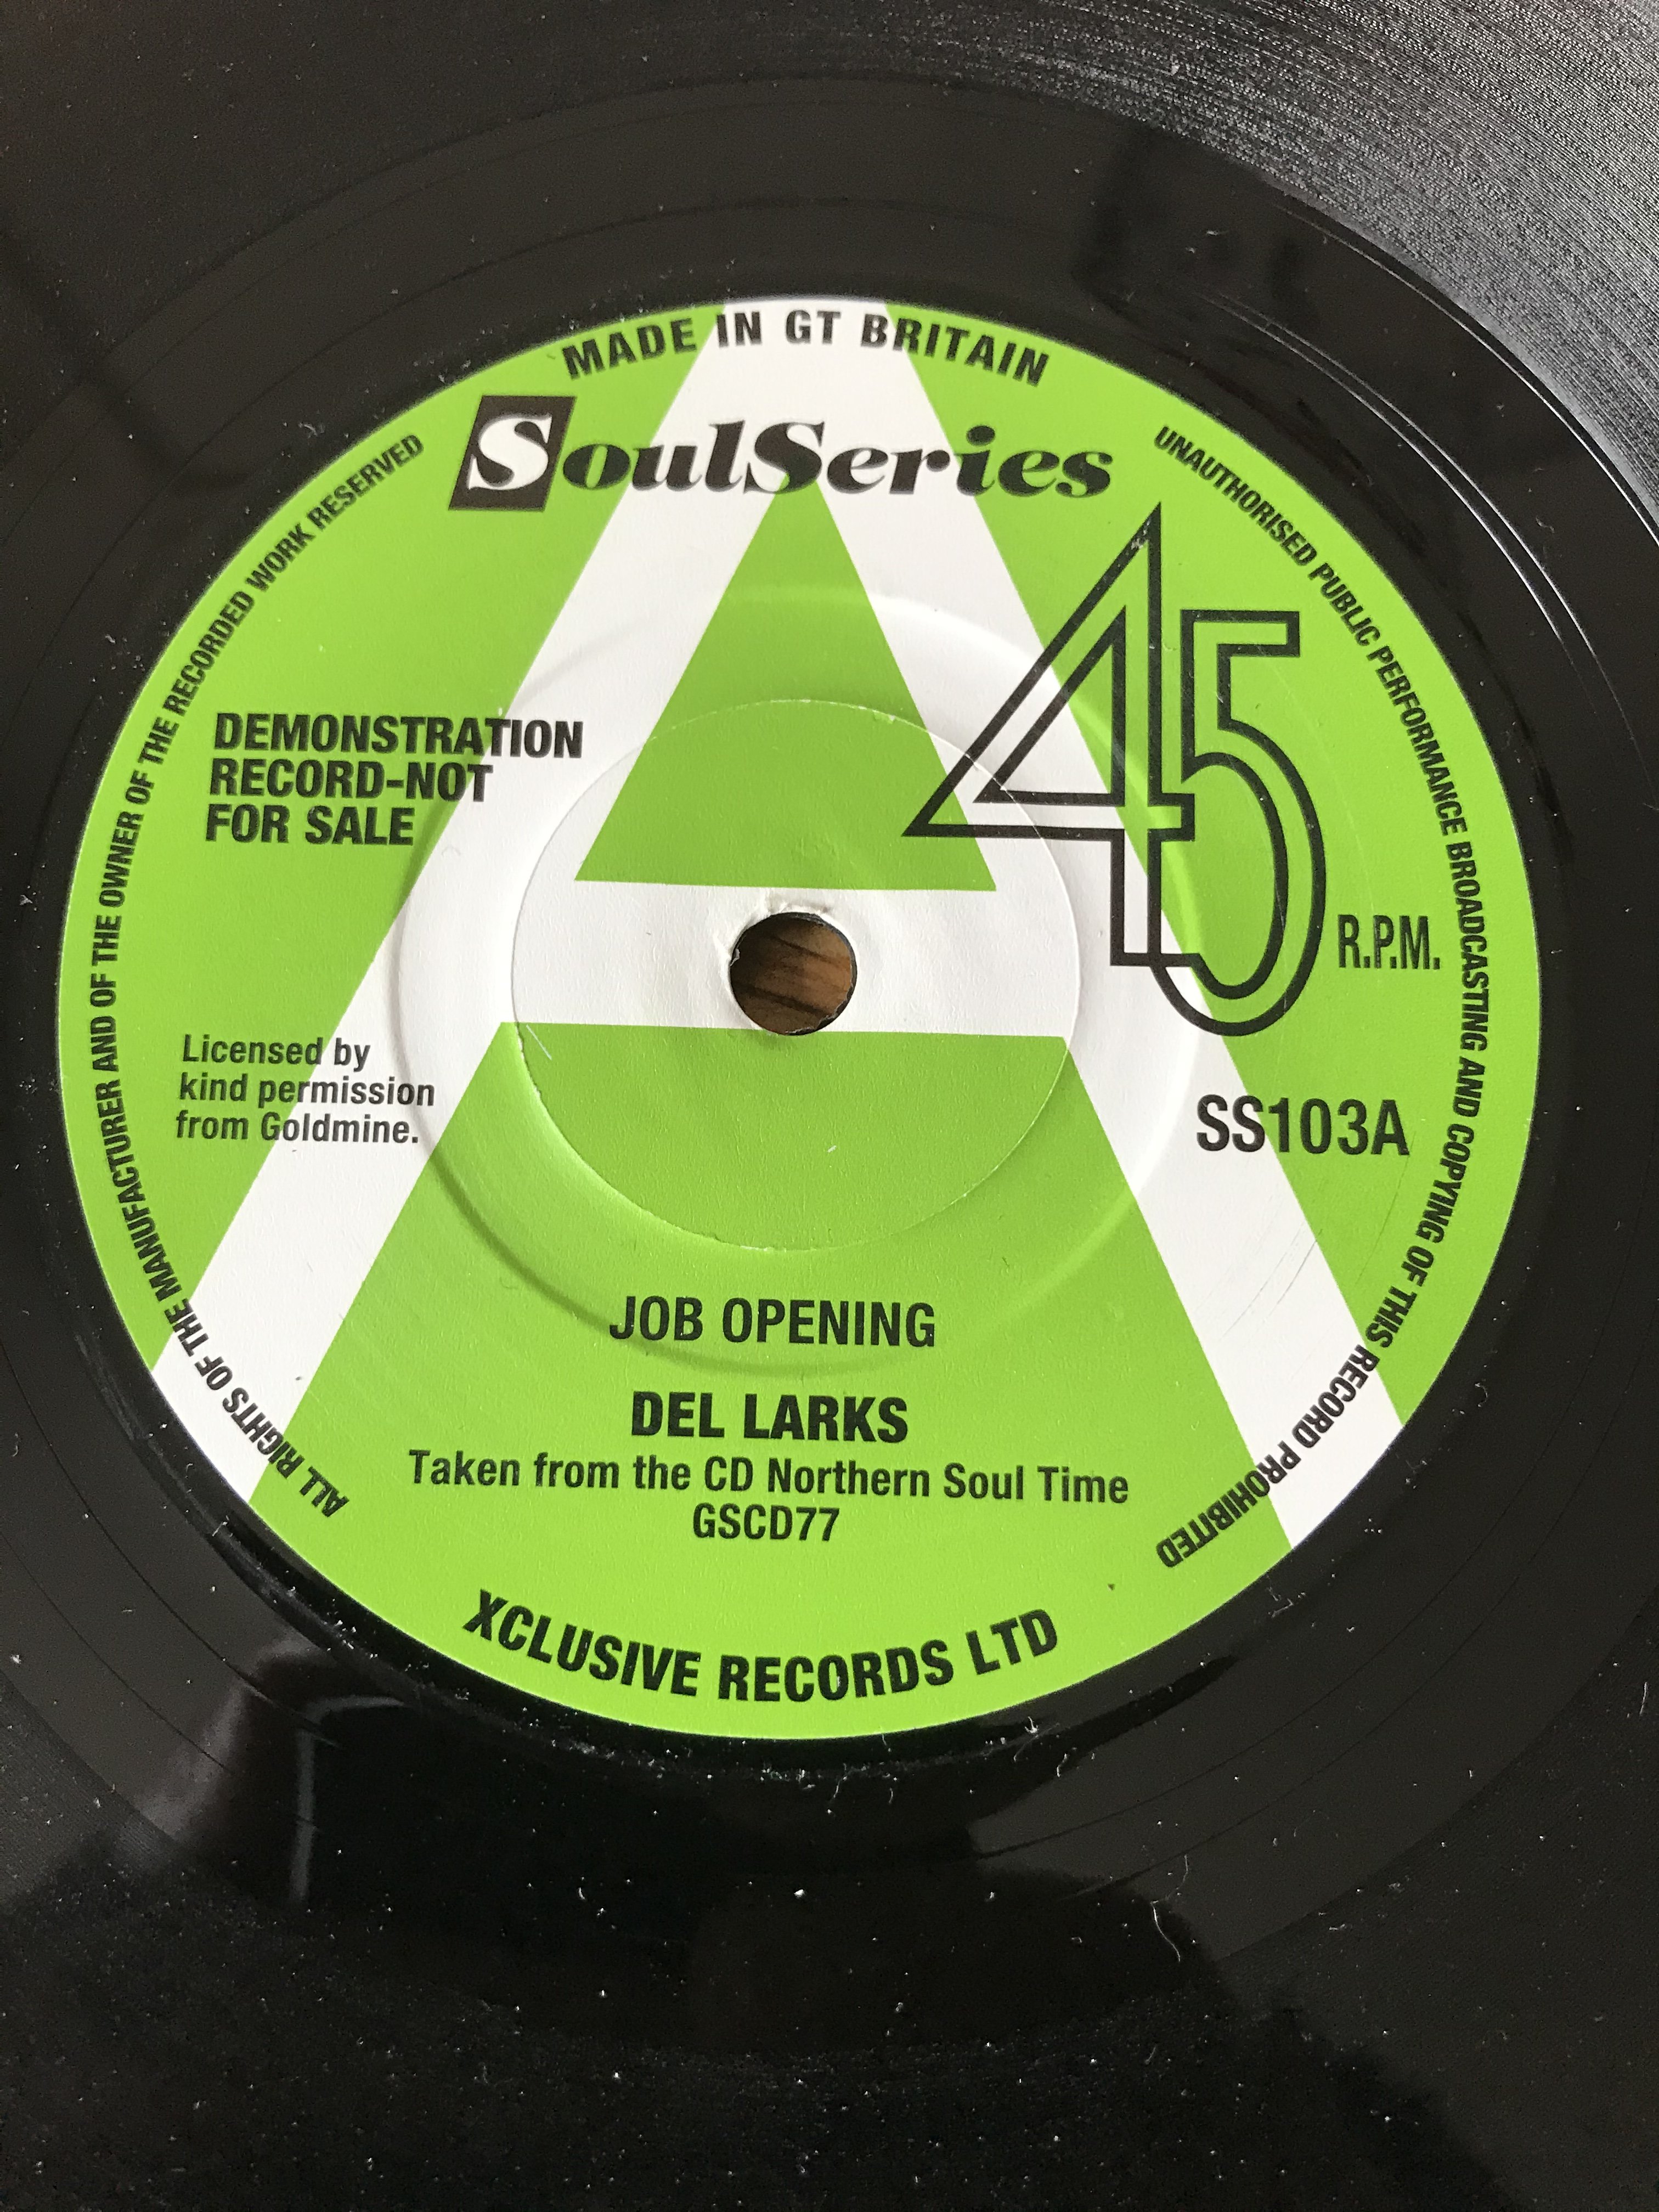 MADE IN GT BRITAIN
SoulSeries
ALL RIGHTS OF THE MANUFACTURER AND OF THE OWNER OF THE RECORDED WORK RESERVED
UNAUTHORISED PUBLIC PERFORMANCE BROADCASTING AND COPYING OF THIS RECORD PROHIBITED
45
R.P.M.
DEMONSTRATION
RECORD-NOT
FOR SALE
Licensed by
kind permission
from Goldmine.
SS103A
JOB OPENING
DEL LARKS
Taken from the CD Northern Soul Time
GSCD77
XCLUSIVE RECORDS LTD